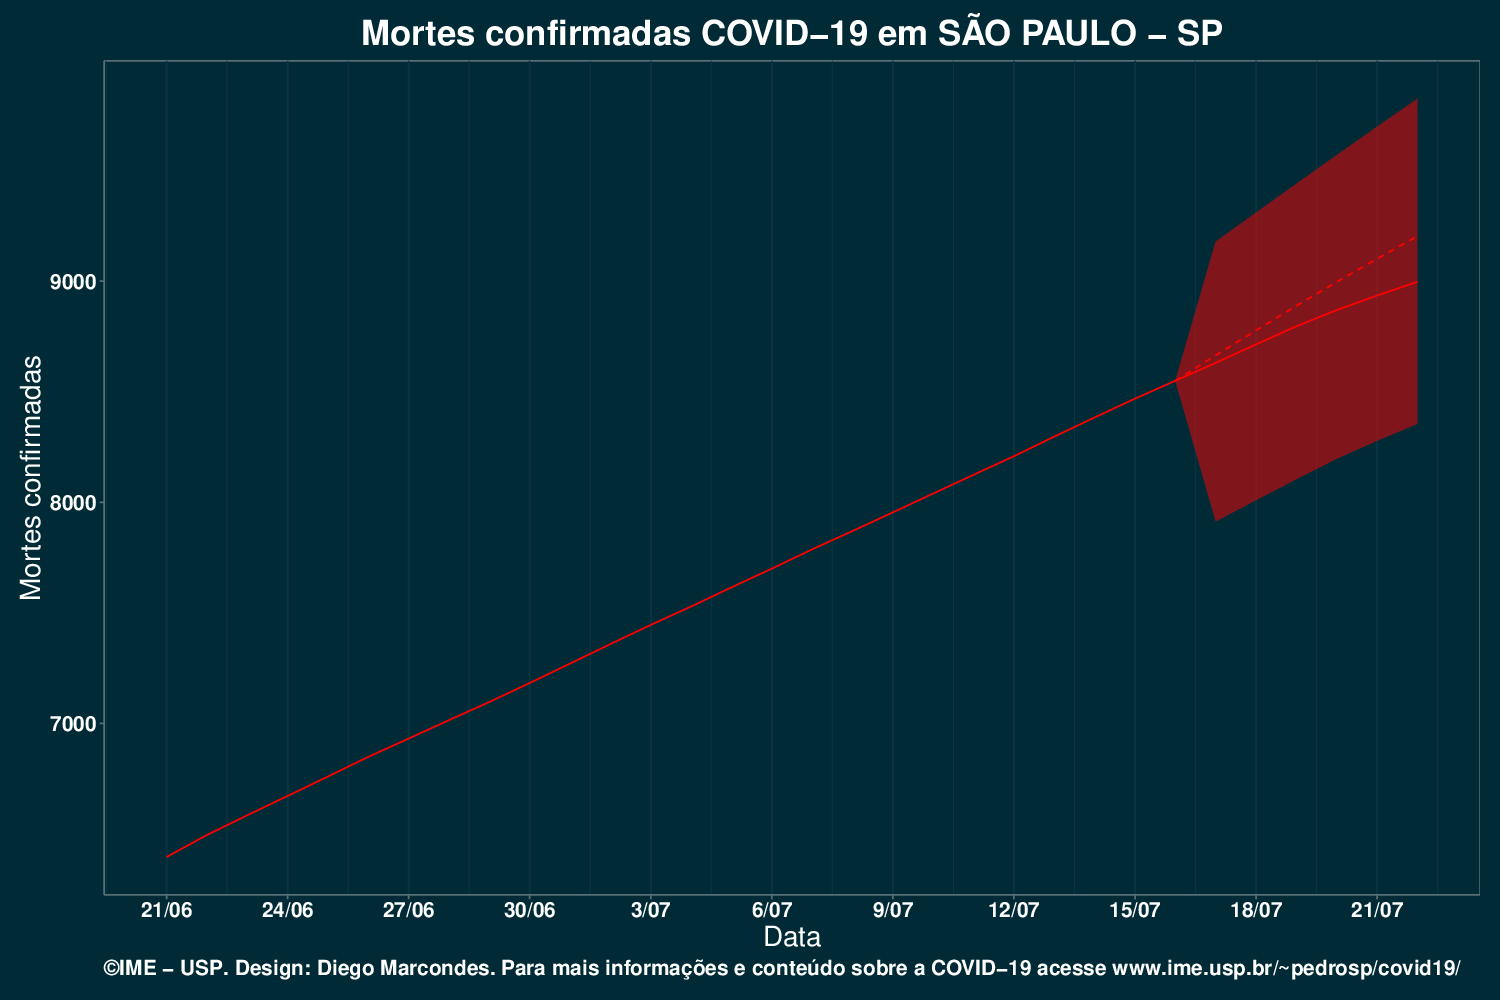 Mortes confirmadas COVID−19 em SÃO PAULO − SP
Mortes confirmadas
9000
8000
7000
21/06 24/06 27/06 30/06 3/07 6/07 9/07 12/07 15/07 18/07 21/07
Data
©IME − USP. Design: Diego Marcondes. Para mais informações e conteúdo sobre a COVID−19 acesse www.ime.usp.br/~pedrosp/covid19/